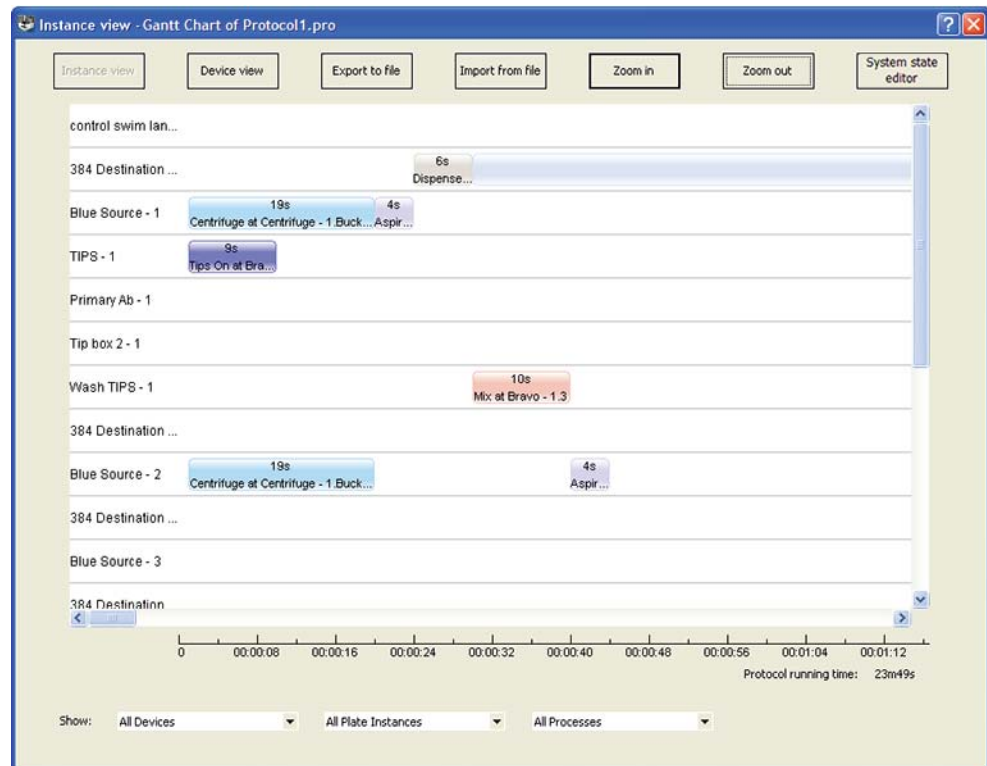 Instance view - Gantt Chart of Protocol1.pro
Instance view
Device view
Export to file
Import from file
Zoom in
Zoom out
System state
editor
control swim lan...
384 Destination ...
6s
Dispense...
Blue Source - 1
19s
Centrifuge at Centrifuge - 1.Buck...
4s
Aspir...
TIPS - 1
9s
Tips On at Bra...
Primary Ab - 1
Tip box 2 - 1
Wash TIPS - 1
10s
Mix at Bravo - 1.3
384 Destination ...
Blue Source - 2
19s
Centrifuge at Centrifuge - 1.Buck...
4s
Aspir...
384 Destination ...
Blue Source - 3
384 Destination
0 00:00:08 00:00:16 00:00:24 00:00:32 00:00:40 00:00:48 00:00:56 00:01:04 00:01:12
Protocol running time: 23m49s
Show: All Devices All Plate Instances All Processes